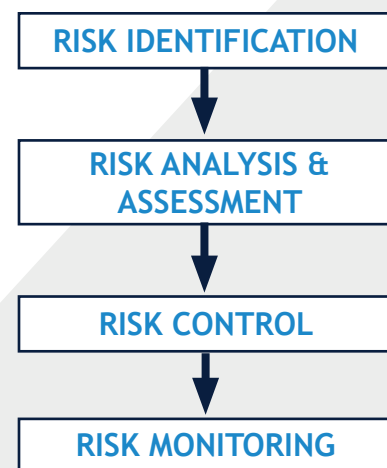 RISK IDENTIFICATION
RISK ANALYSIS &
ASSESSMENT
RISK CONTROL
RISK MONITORING